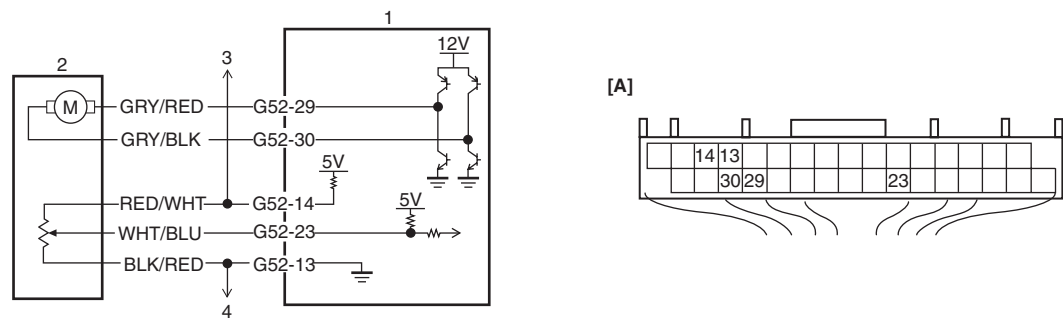 1
12V
2
3
[A]
M
GRY/RED
G52-29
GRY/BLK
G52-30
14 13
5V
30 29 23
RED/WHT
G52-14
5V
WHT/BLU
G52-23
BLK/RED
G52-13
4